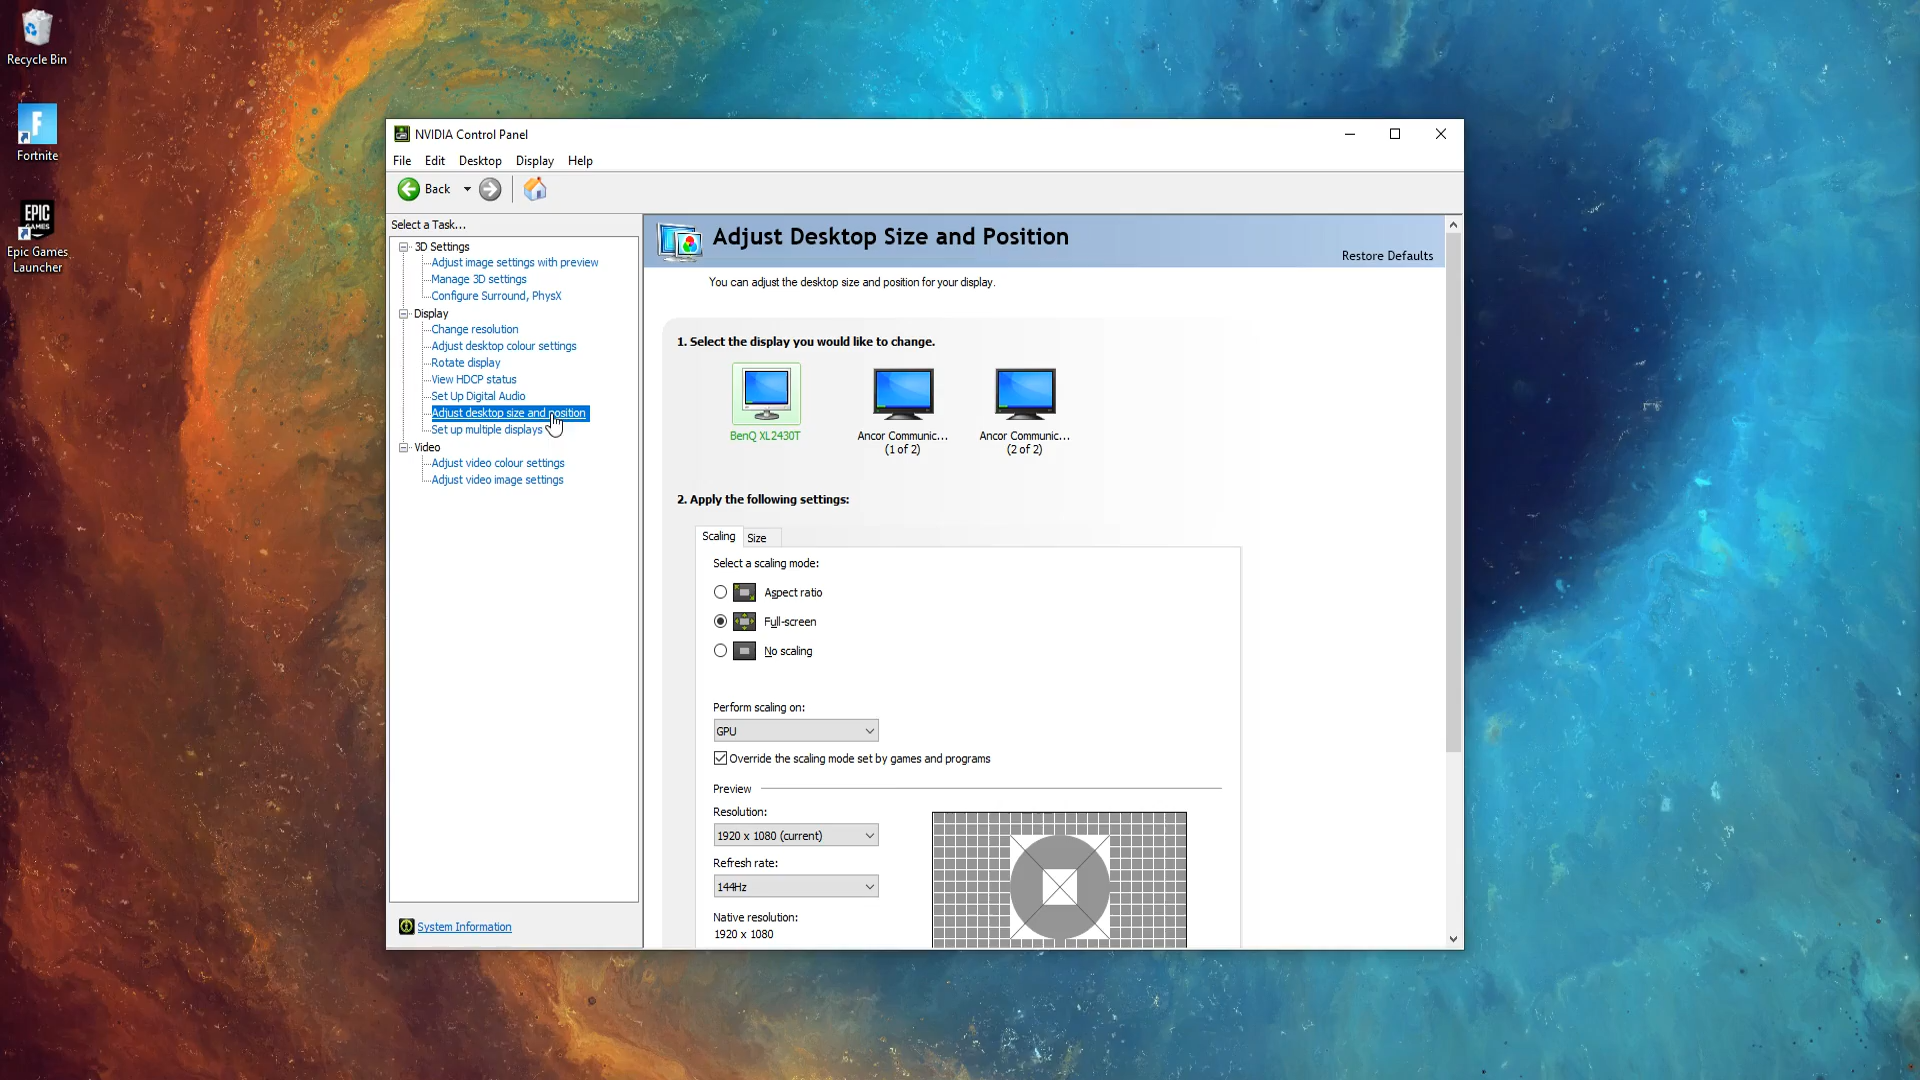 Recycle Bin
F
Fortnite
EPIC
GAMES
Epic Games
Launcher
NVIDIA Control Panel
File Edit Desktop Display Help
Back
Select a Task...
3D Settings
Adjust image settings with preview
Manage 3D settings
Configure Surround, PhysX
Display
Change resolution
Adjust desktop colour settings
Rotate display
View HDCP status
Set Up Digital Audio
Adjust desktop size and position
Set up multiple displays
Video
Adjust video colour settings
Adjust video image settings
System Information
Adjust Desktop Size and Position
Restore Defaults
You can adjust the desktop size and position for your display.
1. Select the display you would like to change.
BenQ XL2430T
Ancor Communic...
(1 of 2)
Ancor Communic...
(2 of 2)
2. Apply the following settings:
Scaling Size
Select a scaling mode:
Aspect ratio
Full-screen
No scaling
Perform scaling on:
GPU
Override the scaling mode set by games and programs
Preview
Resolution:
1920 x 1080 (current)
Refresh rate:
144Hz
Native resolution:
1920 x 1080